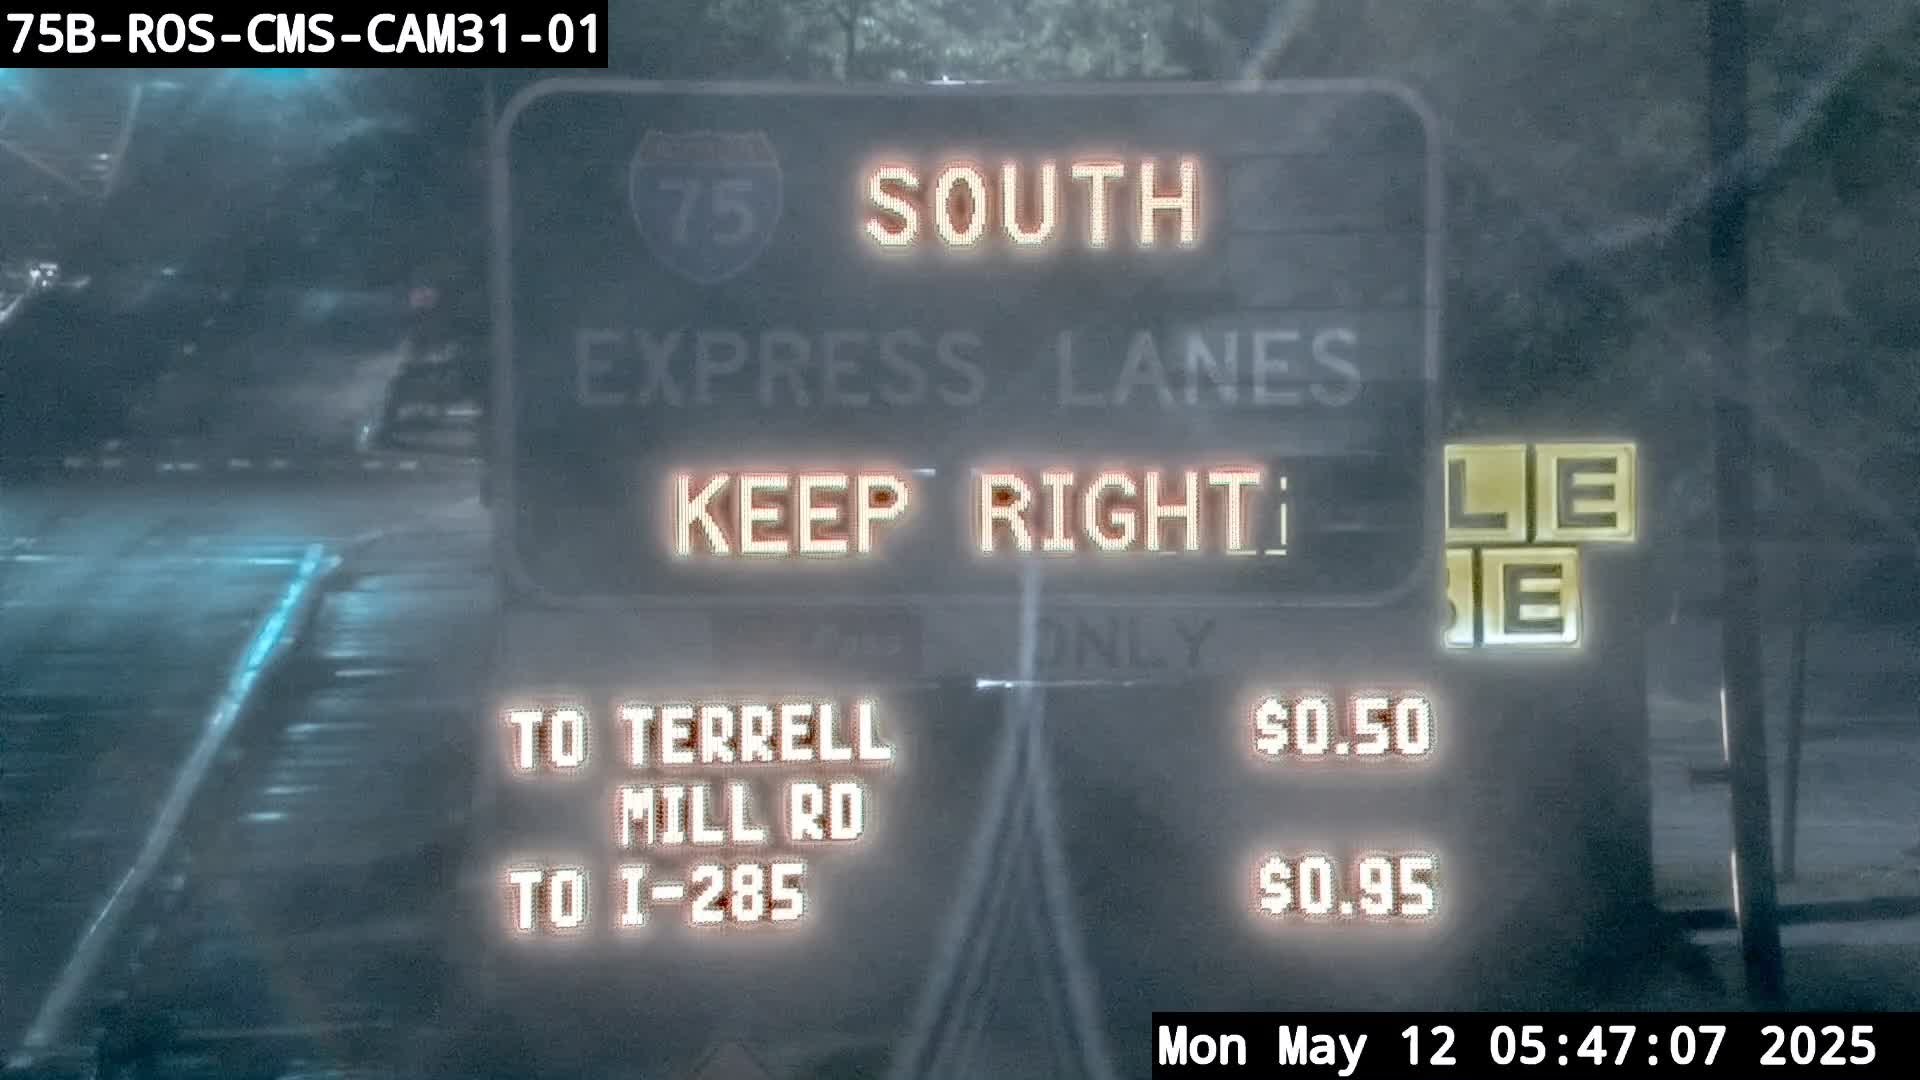 75B-ROS-CMS-CAM31-01
75 SOUTH
EXPRESS LANES
KEEP RIGHT
LE
E
Pass ONLY
TO TERRELL $0.50
MILL RD
TO I-285 $0.95
Mon May 12 05:47:07 2025